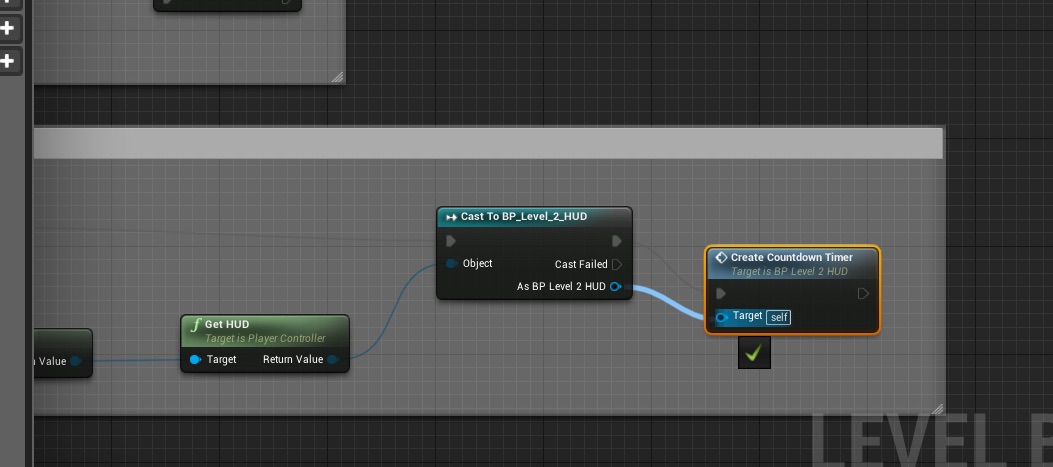 Cast To BP_Level_2_HUD
Object
Cast Failed
As BP Level 2 HUD
Create Countdown Timer
Target is BP Level 2 HUD
Target self
f Get HUD
Target is Player Controller
Target
Return Value
Value
LEVEL